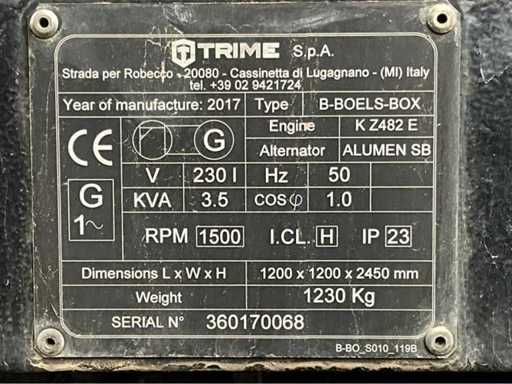 TRIME S.p.A.
Strada per Robecco - 20080 - Cassinetta di Lugagnano - (MI) Italy
tel. +39 02 9421724
Year of manufacture: 2017 Type B-BOELS-BOX
Engine K Z482 E
Alternator ALUMEN SB
CE G
V 230 I Hz 50
G
1~
KVA 3.5 COSφ 1.0
RPM 1500 I.CL. H IP 23
Dimensions L x W x H 1200 x 1200 x 2450 mm
Weight 1230 Kg
SERIAL N° 360170068
B-BO_S010_119B